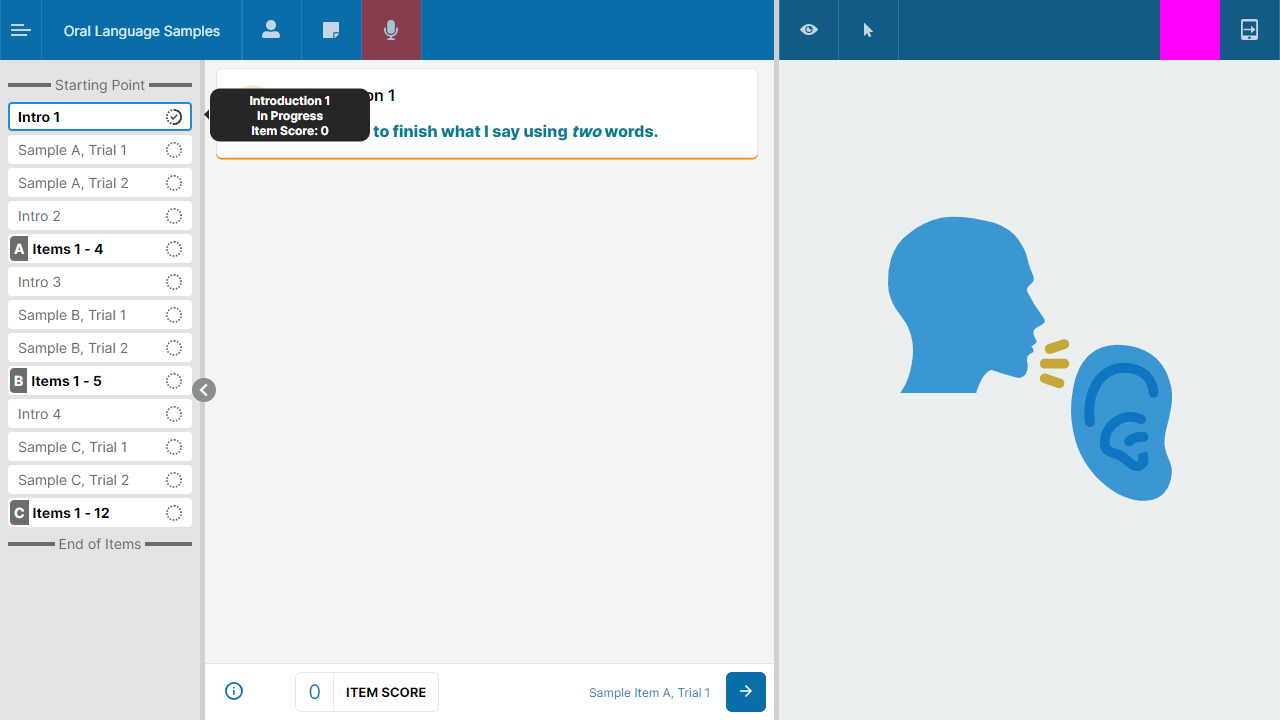 Oral Language Samples
Starting Point
Intro 1
Sample A, Trial 1
Sample A, Trial 2
Intro 2
A Items 1 - 4
Intro 3
Sample B, Trial 1
Sample B, Trial 2
B Items 1 - 5
Intro 4
Sample C, Trial 1
Sample C, Trial 2
C Items 1 - 12
End of Items
Introduction 1
In Progress
Item Score: 0
on 1
to finish what I say using two words.
0 ITEM SCORE
Sample Item A, Trial 1